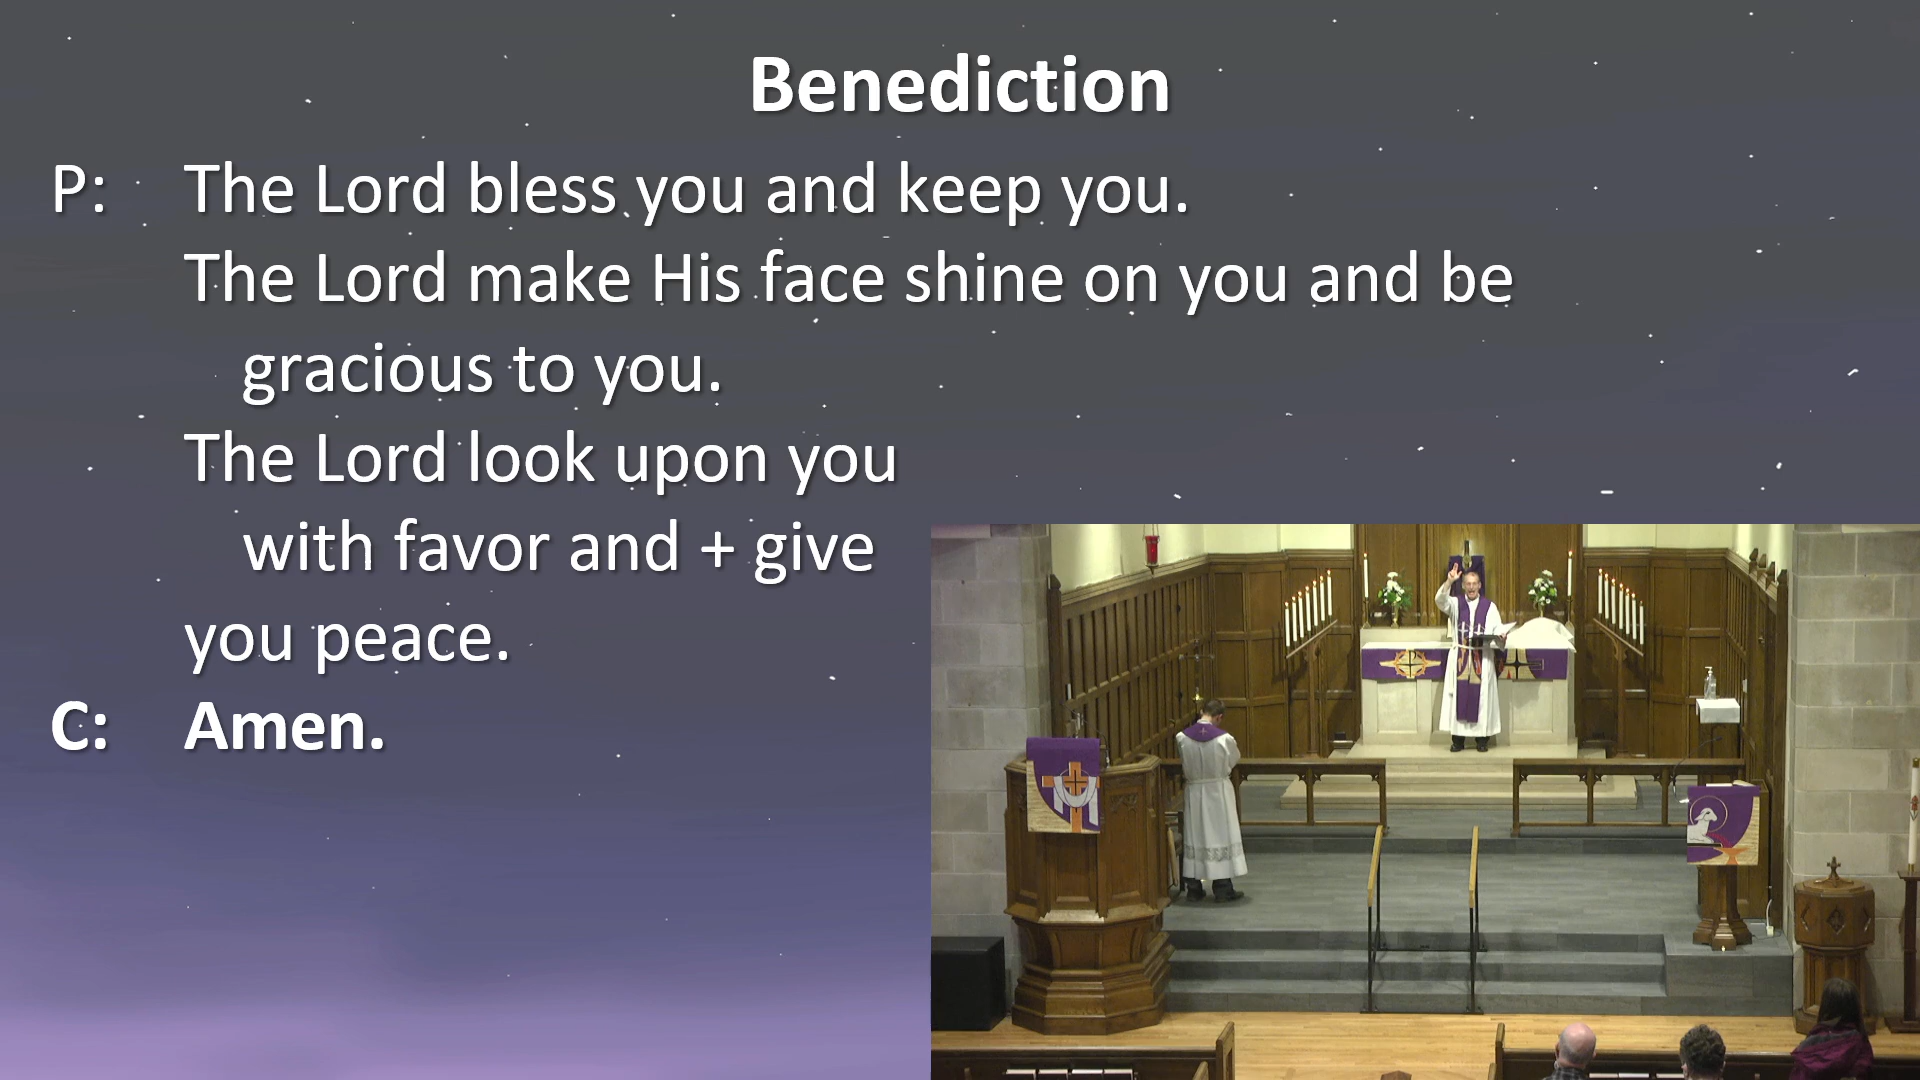 Benediction
P: The Lord bless you and keep you.
The Lord make His face shine on you and be
gracious to you.
The Lord look upon you
with favor and + give
you peace.
C: Amen.